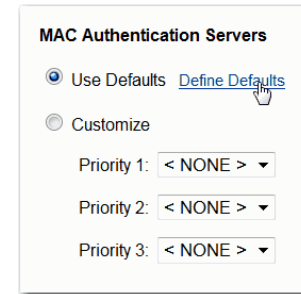 MAC Authentication Servers
Use Defaults Define Defaults
Customize
Priority 1: < NONE >
Priority 2: < NONE >
Priority 3: < NONE >